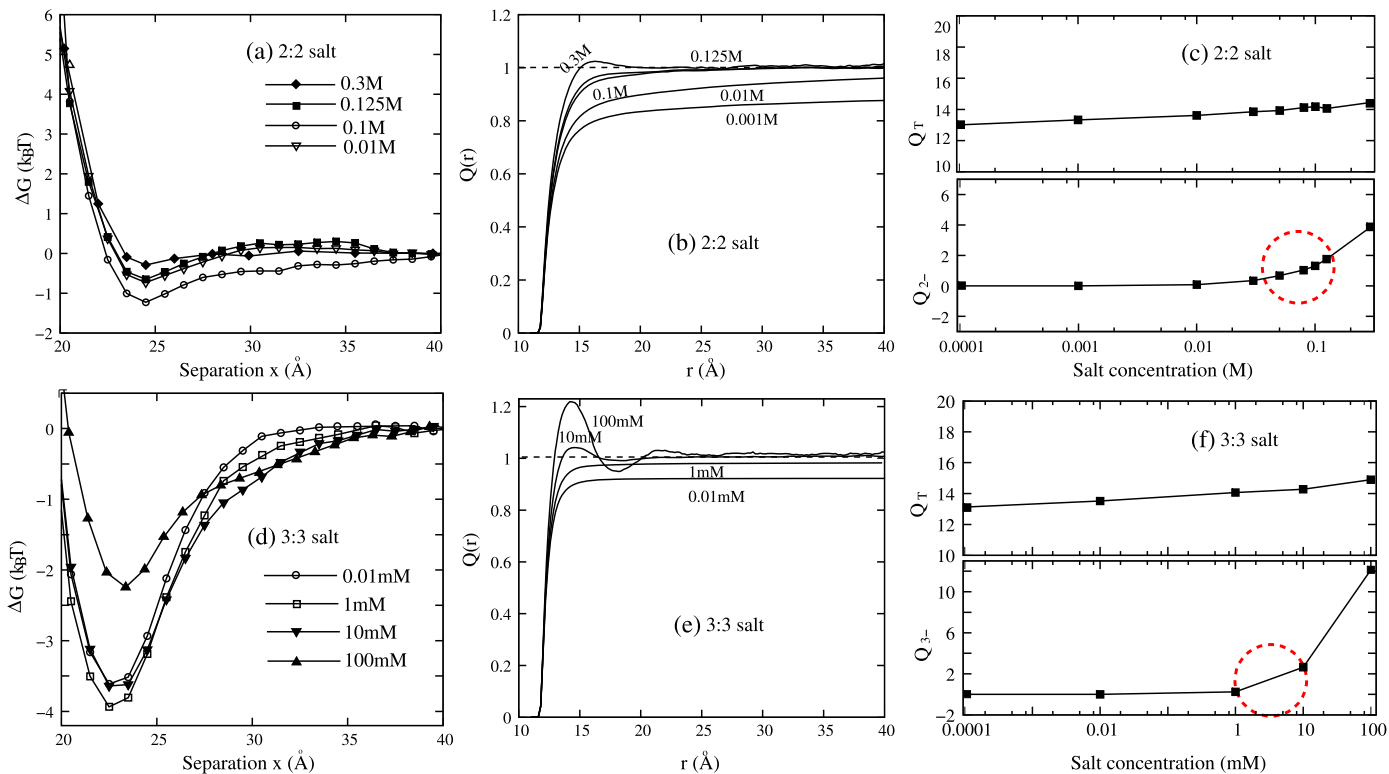 (a) 2:2 salt
0.3M
0.125M
0.1M
0.01M
ΔG (kBT)
6
5
4
3
2
1
0
−1
−2
20 25 30 35 40
Separation x (Å)
(b) 2:2 salt
0.3M
0.125M
0.1M
0.01M
0.001M
Q(r)
1.2
1
0.8
0.6
0.4
0.2
0
10 15 20 25 30 35 40
r (Å)
(c) 2:2 salt
QT
20
18
16
14
12
10
Q2−
6
4
2
0
−2
0.0001 0.001 0.01 0.1
Salt concentration (M)
(d) 3:3 salt
0.01mM
1mM
10mM
100mM
ΔG (kBT)
0
−1
−2
−3
−4
20 25 30 35 40
Separation x (Å)
(e) 3:3 salt
100mM
10mM
1mM
0.01mM
Q(r)
1.2
1
0.8
0.6
0.4
0.2
0
10 15 20 25 30 35 40
r (Å)
(f) 3:3 salt
QT
20
18
16
14
12
10
Q3−
12
8
6
4
2
0
−2
0.0001 0.01 1 10 100
Salt concentration (mM)